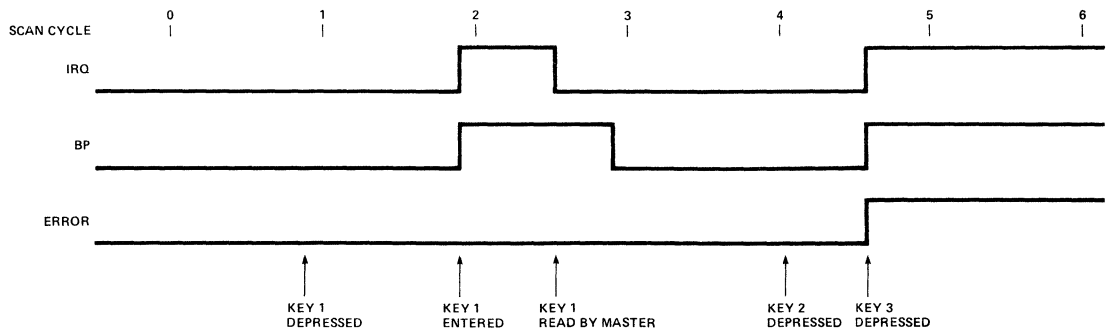 0 1 2 3 4 5 6
SCAN CYCLE
IRQ
BP
ERROR
KEY 1 DEPRESSED
KEY 1 ENTERED
KEY 1 READ BY MASTER
KEY 2 DEPRESSED
KEY 3 DEPRESSED